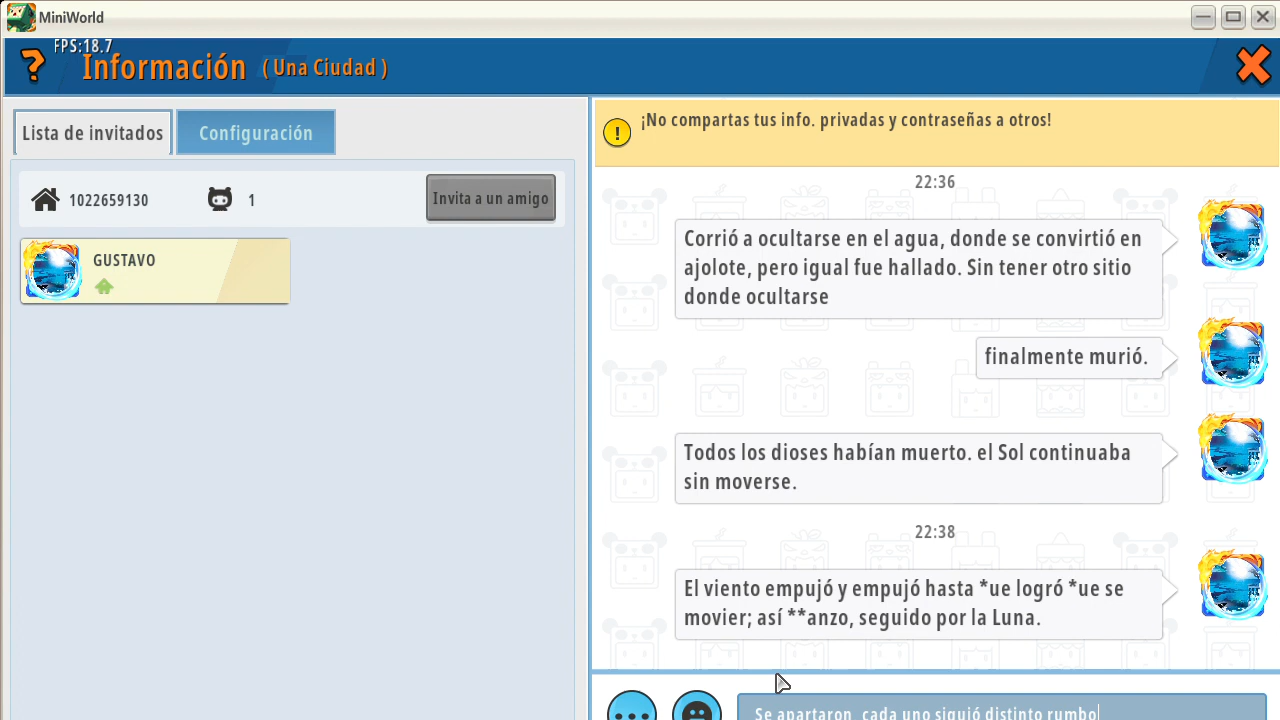 MiniWorld
FPS:18.7
Información ( Una Ciudad )
Lista de invitados
Configuración
1022659130
1
Invita a un amigo
GUSTAVO
¡No compartas tus info. privadas y contraseñas a otros!
22:36
Corrió a ocultarse en el agua, donde se convirtió en
ajolote, pero igual fue hallado. Sin tener otro sitio
donde ocultarse
finalmente murió.
Todos los dioses habían muerto. el Sol continuaba
sin moverse.
22:38
El viento empujó y empujó hasta *ue logró *ue se
movier; así **anzo, seguido por la Luna.
Se apartaron, cada uno siguió distinto rumbo